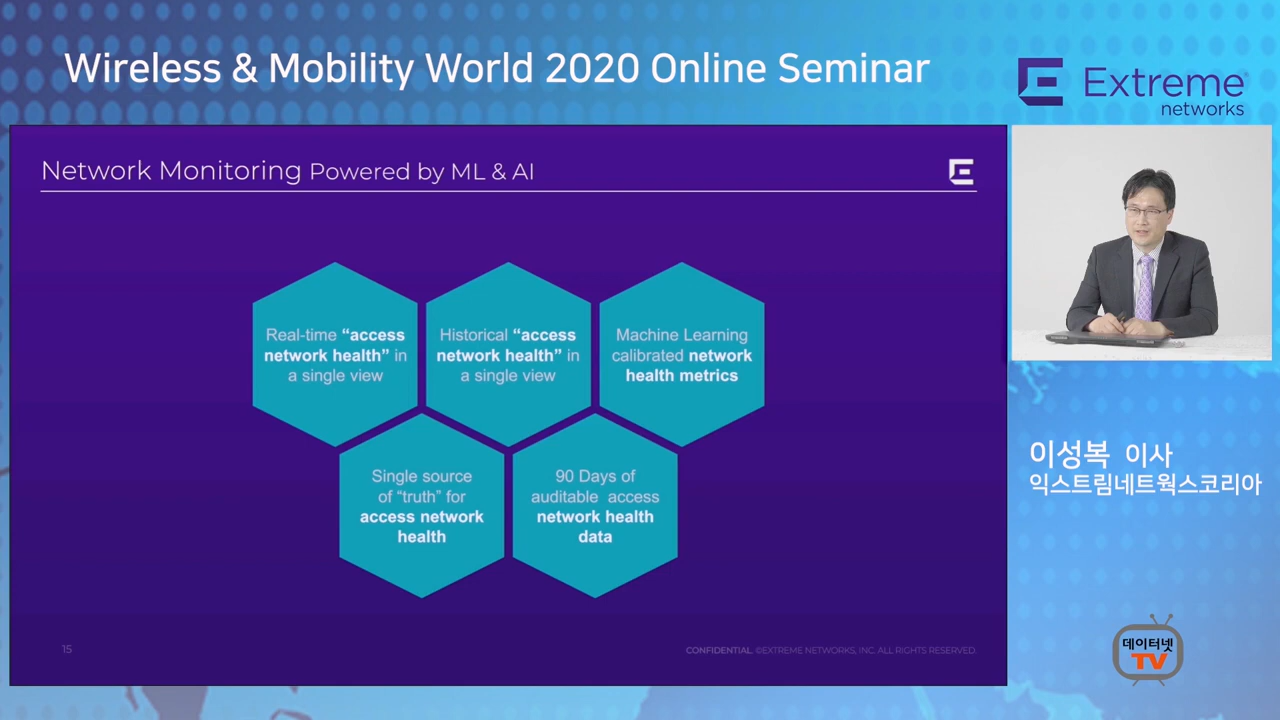 Wireless & Mobility World 2020 Online Seminar
Extreme
networks
Network Monitoring Powered by ML & AI
Real-time “access
network health” in
a single view
Historical “access
network health” in
a single view
Machine Learning
calibrated network
health metrics
Single source
of “truth” for
access network
health
90 Days of
auditable access
network health
data
15
CONFIDENTIAL. ©EXTREME NETWORKS, INC. ALL RIGHTS RESERVED.
이성복 이사
익스트림네트웍스코리아
데이터넷
TV